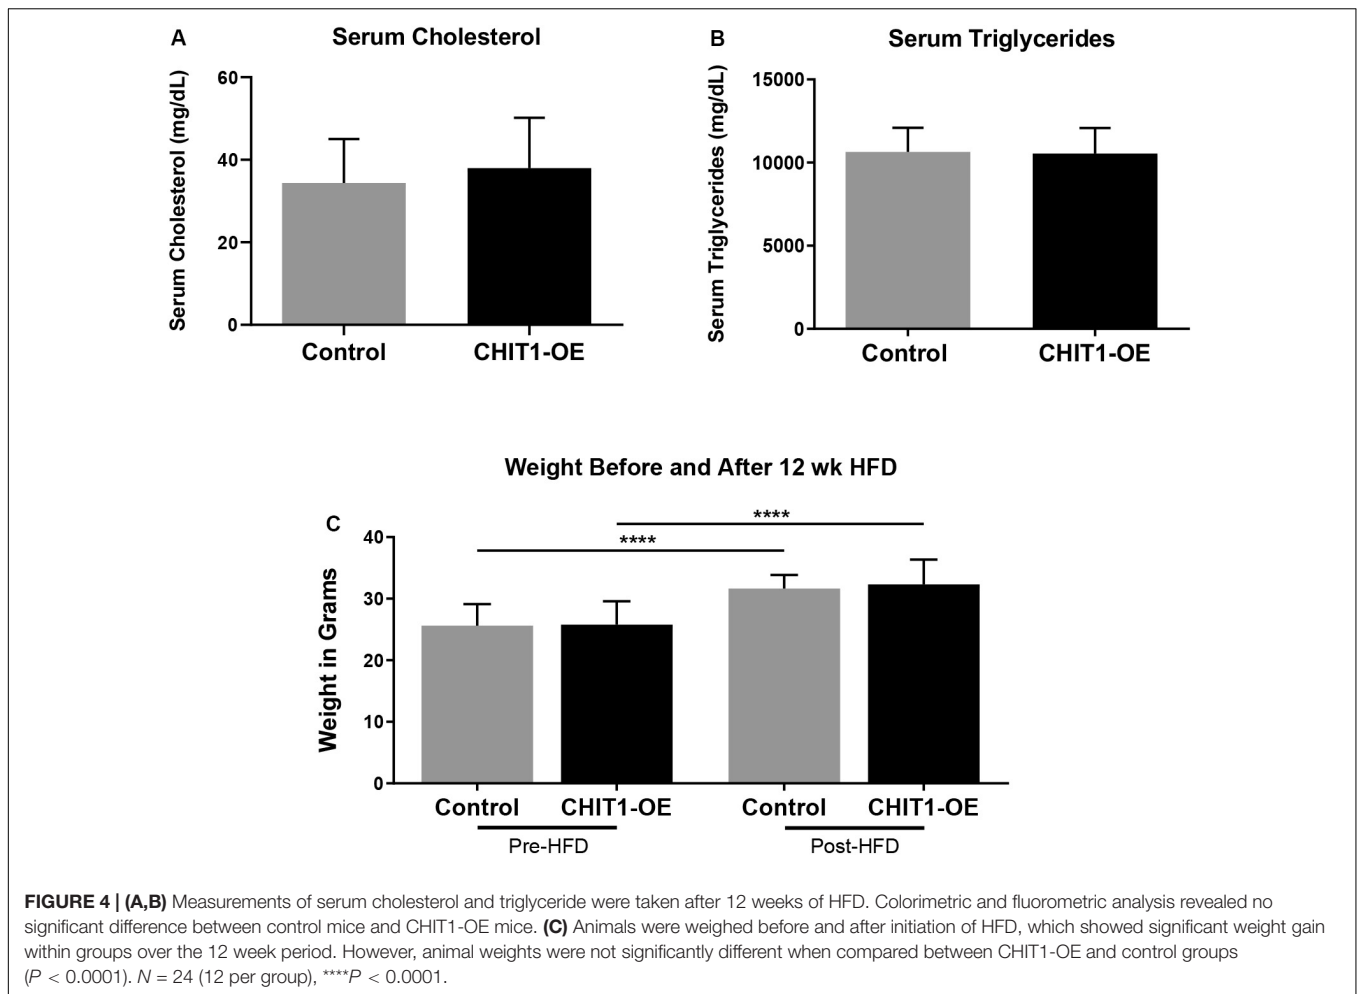 A
Serum Cholesterol
Serum Cholesterol (mg/dL)
60
40
20
0
Control
CHIT1-OE
B
Serum Triglycerides
Serum Triglycerides (mg/dL)
15000
10000
5000
0
Control
CHIT1-OE
Weight Before and After 12 wk HFD
C
****
****
Weight in Grams
40
30
20
10
0
Control
CHIT1-OE
Control
CHIT1-OE
Pre-HFD
Post-HFD
FIGURE 4 | (A,B) Measurements of serum cholesterol and triglyceride were taken after 12 weeks of HFD. Colorimetric and fluorometric analysis revealed no
significant difference between control mice and CHIT1-OE mice. (C) Animals were weighed before and after initiation of HFD, which showed significant weight gain
within groups over the 12 week period. However, animal weights were not significantly different when compared between CHIT1-OE and control groups
(P < 0.0001). N = 24 (12 per group), ****P < 0.0001.